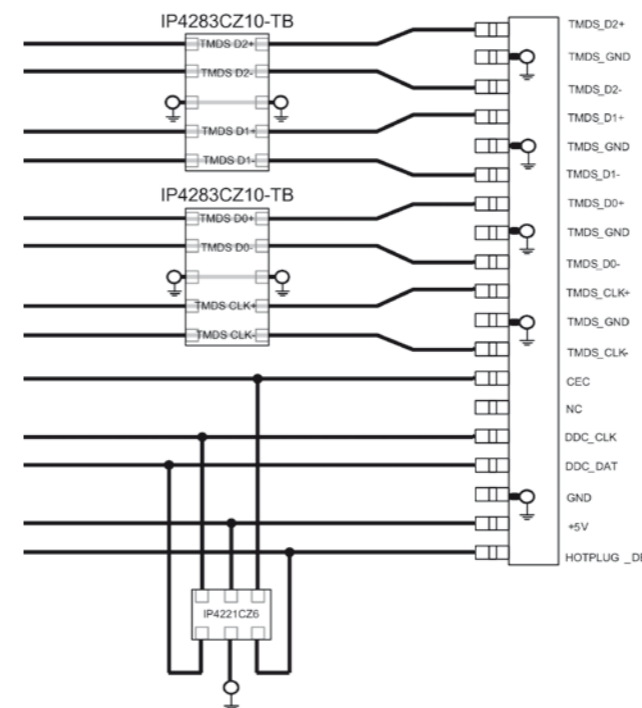 IP4283CZ10-TB
TMDS D2+
TMDS D2-
TMDS D1+
TMDS D1-
IP4283CZ10-TB
TMDS D0+
TMDS D0-
TMDS CLK+
TMDS CLK-
IP4221CZ6
TMDS_D2+
TMDS_GND
TMDS_D2-
TMDS_D1+
TMDS_GND
TMDS_D1-
TMDS_D0+
TMDS_GND
TMDS_D0-
TMDS_CLK+
TMDS_GND
TMDS_CLK-
CEC
NC
DDC_CLK
DDC_DAT
GND
+5V
HOTPLUG _DE